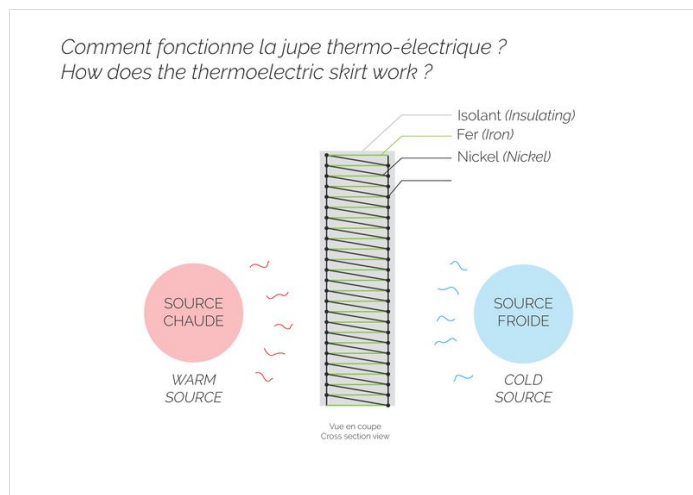 Comment fonctionne la jupe thermo-électrique ?
How does the thermoelectric skirt work ?
Isolant (Insulating)
Fer (Iron)
Nickel (Nickel)
SOURCE
CHAUDE
WARM
SOURCE
SOURCE
FROIDE
COLD
SOURCE
Vue en coupe
Cross section view